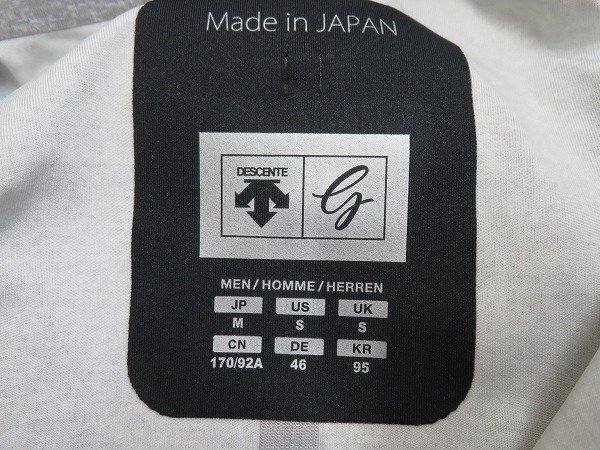 Made in JAPAN
DESCENTE
G
MEN / HOMME / HERREN
JP US UK
M S S
CN DE KR
170/92A 46 95